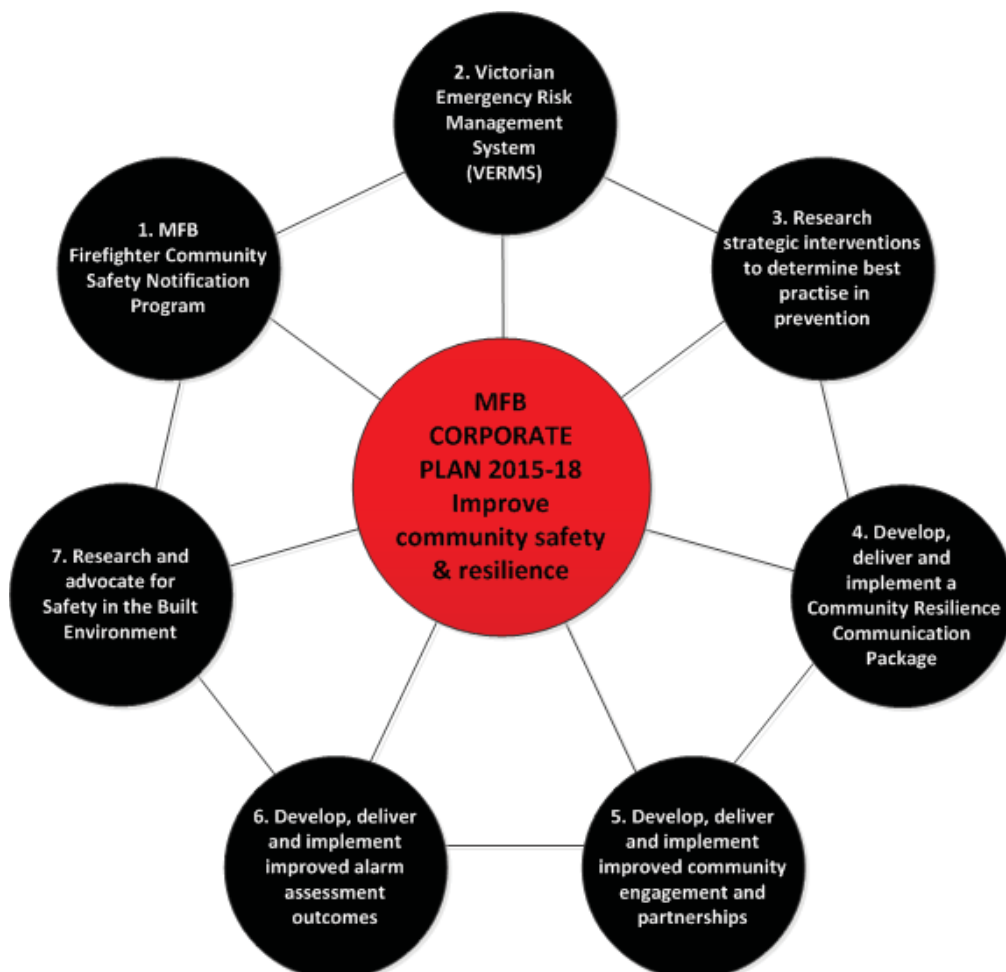 2. Victorian
Emergency Risk
Management
System
(VERMS)
1. MFB
Firefighter Community
Safety Notification
Program
3. Research
strategic interventions
to determine best
practise in
prevention
MFB
CORPORATE
PLAN 2015-18
Improve
community safety
& resilience
4. Develop,
deliver and
implement a
Community Resilience
Communication
Package
7. Research and
advocate for
Safety in the Built
Environment
6. Develop, deliver
and implement
improved alarm
assessment
outcomes
5. Develop, deliver
and implement
improved community
engagement and
partnerships